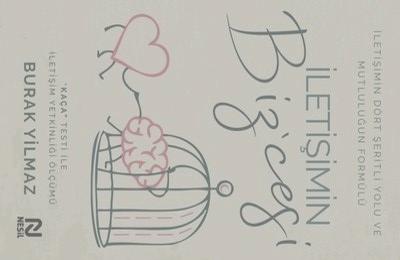 İLETİŞİMİN DÖRT ŞERİTLİ YOLU VE
MUTLULUĞUN FORMÜLÜ
İLETİŞİMİN
Biz'cesi
"KAÇA" TESTİ İLE
İLETİŞİM YETKİNLİĞİ ÖLÇÜMÜ
BURAK YILMAZ
NESİL